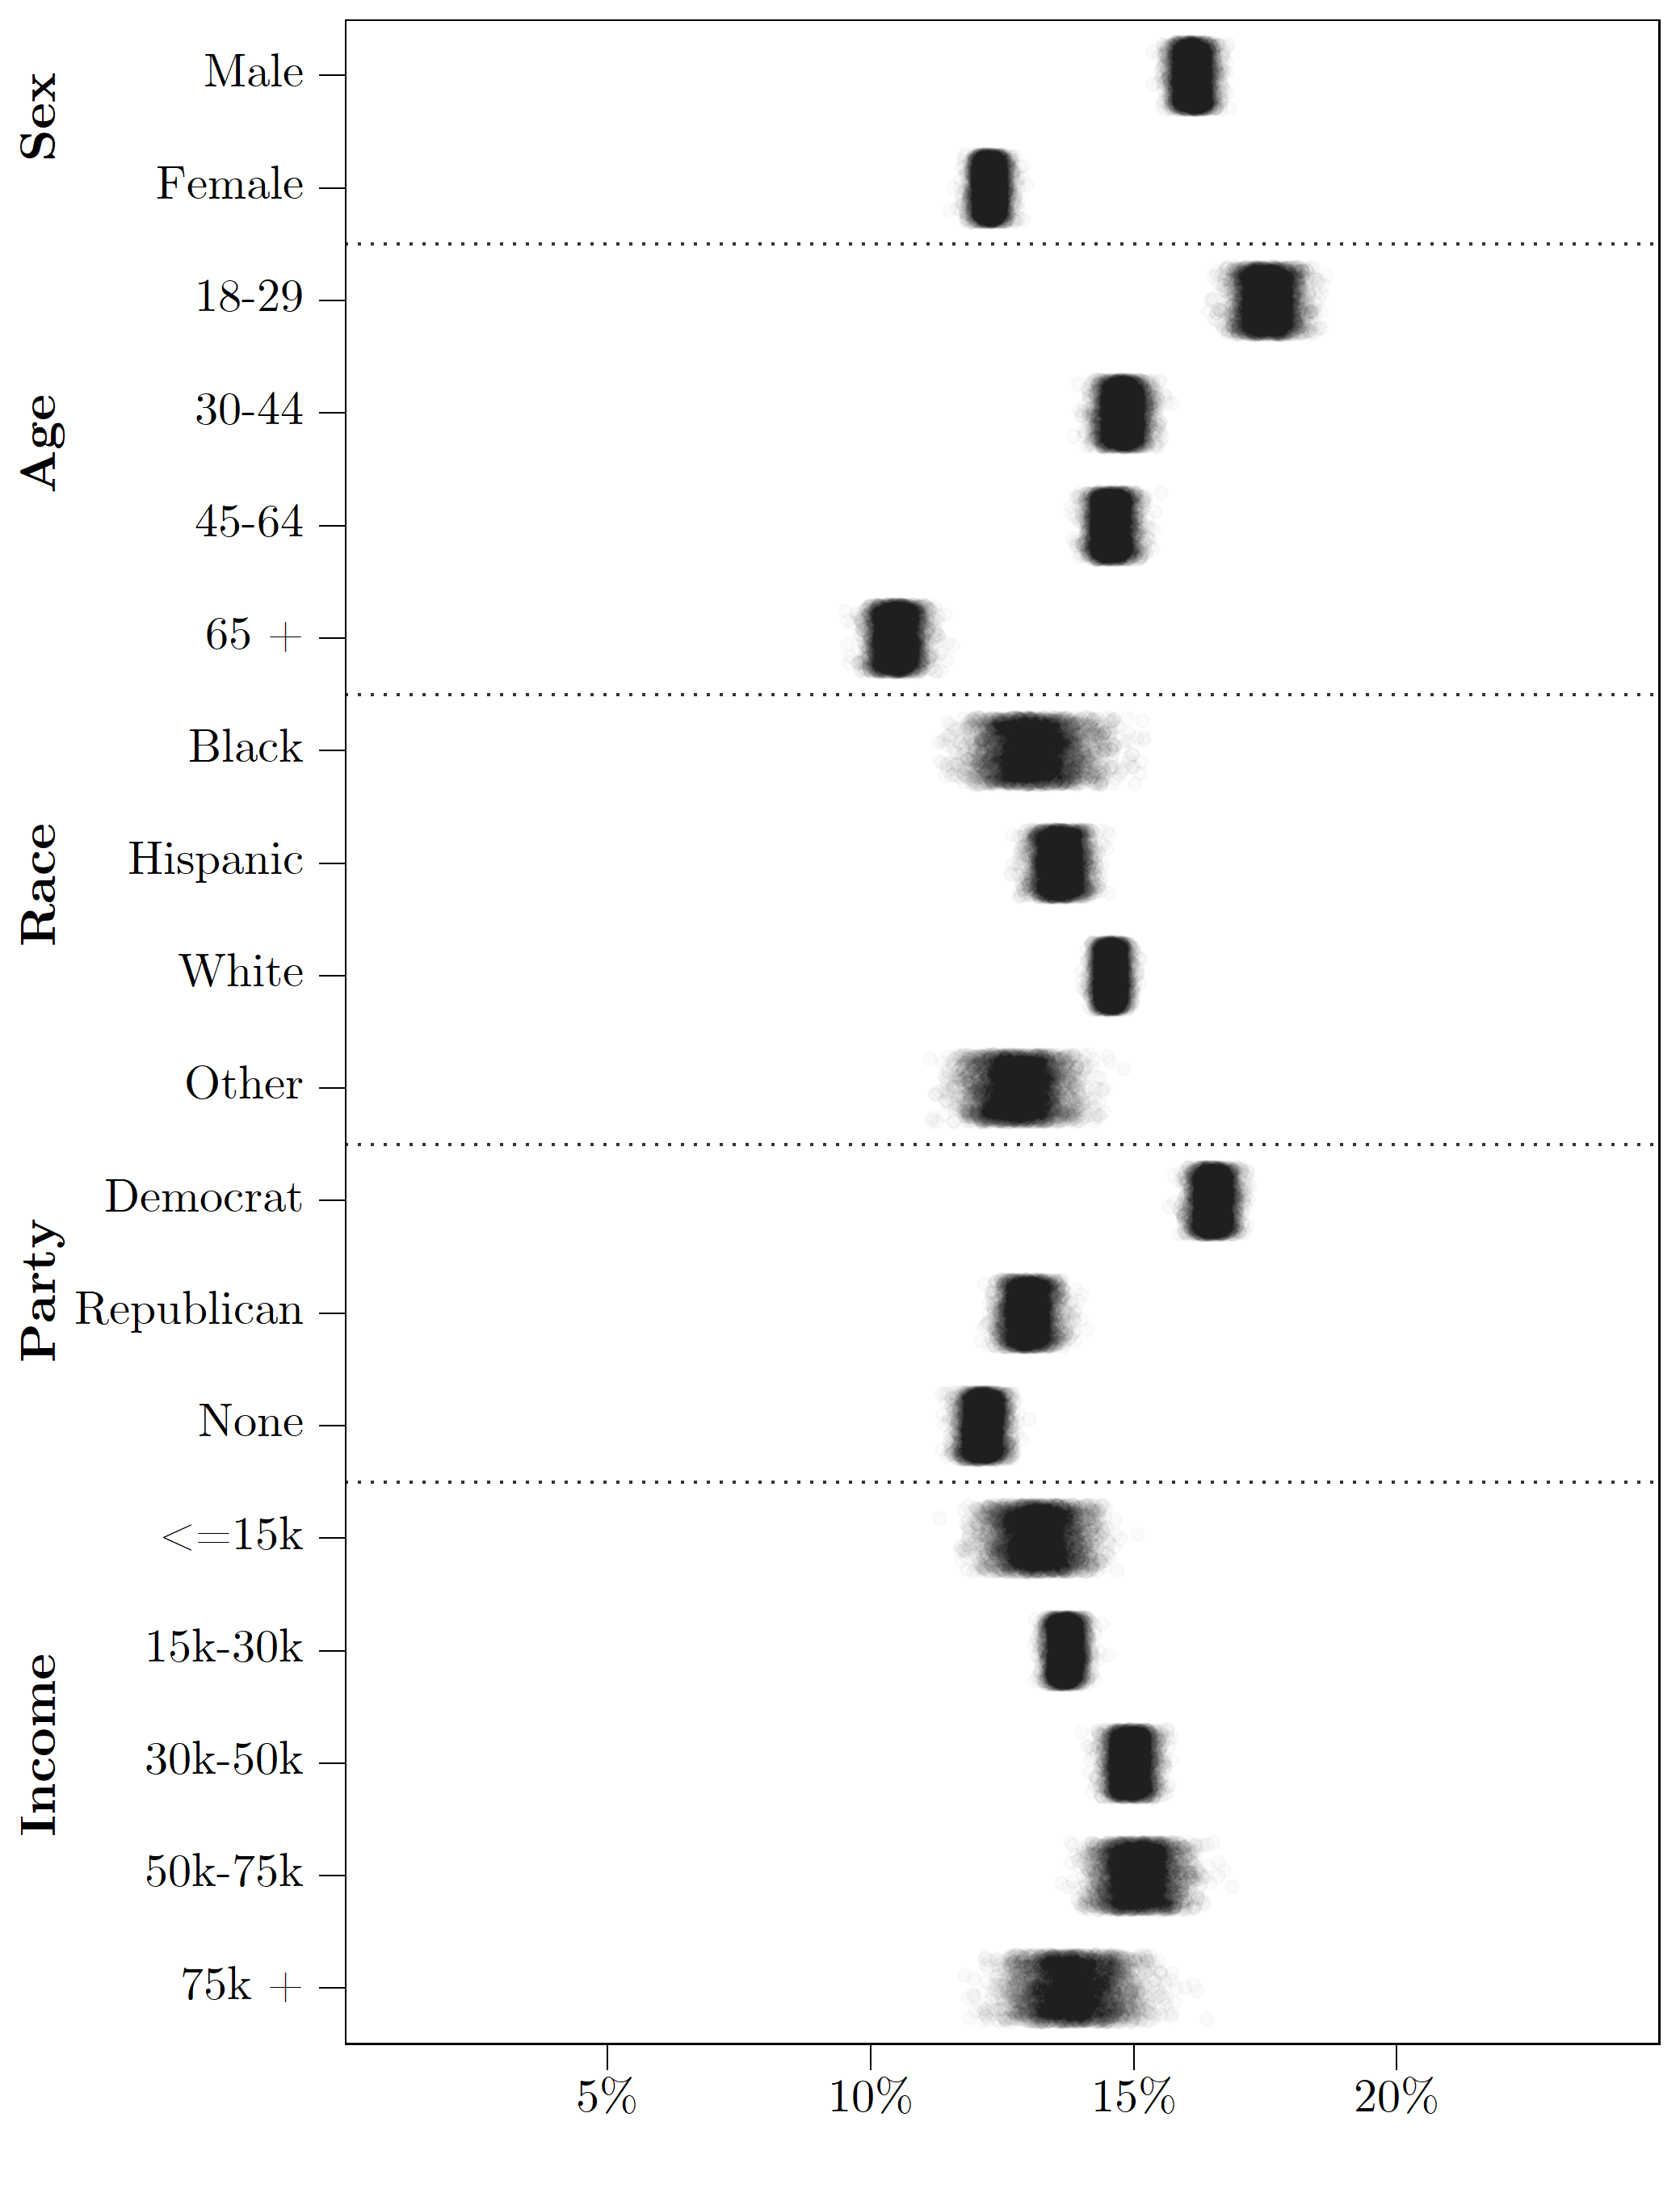 Sex
Male
Female
Age
18-29
30-44
45-64
65 +
Race
Black
Hispanic
White
Other
Party
Democrat
Republican
None
Income
<=15k
15k-30k
30k-50k
50k-75k
75k +
5% 10% 15% 20%